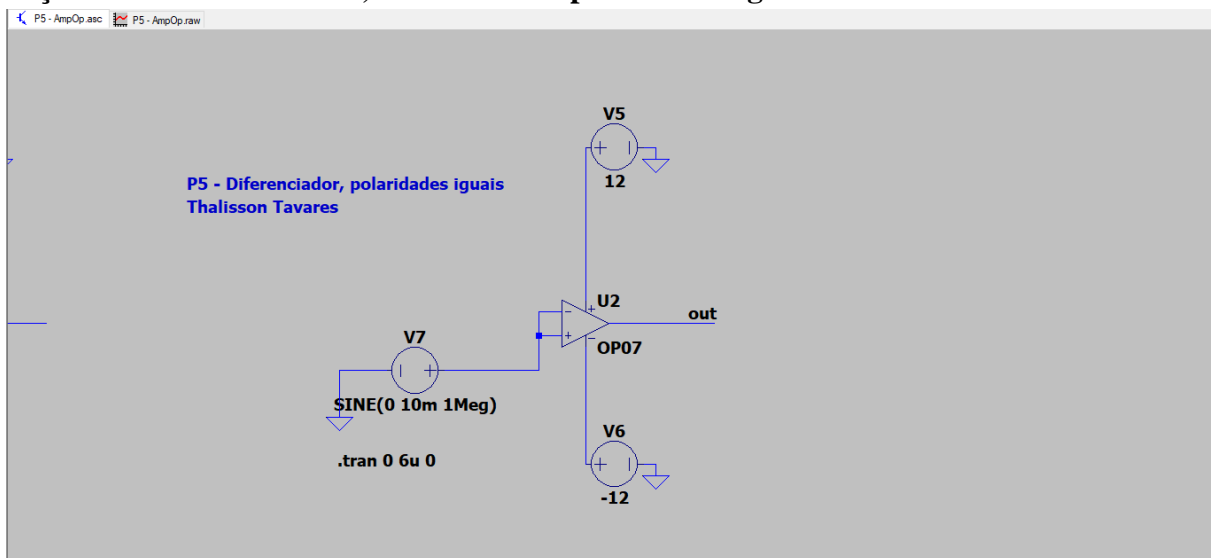 P5 - AmpOp.asc P5 - AmpOp.raw
V5
12
P5 - Diferenciador, polaridades iguais
Thalisson Tavares
U2
out
OP07
V7
SINE(0 10m 1Meg)
.tran 0 6u 0
V6
-12